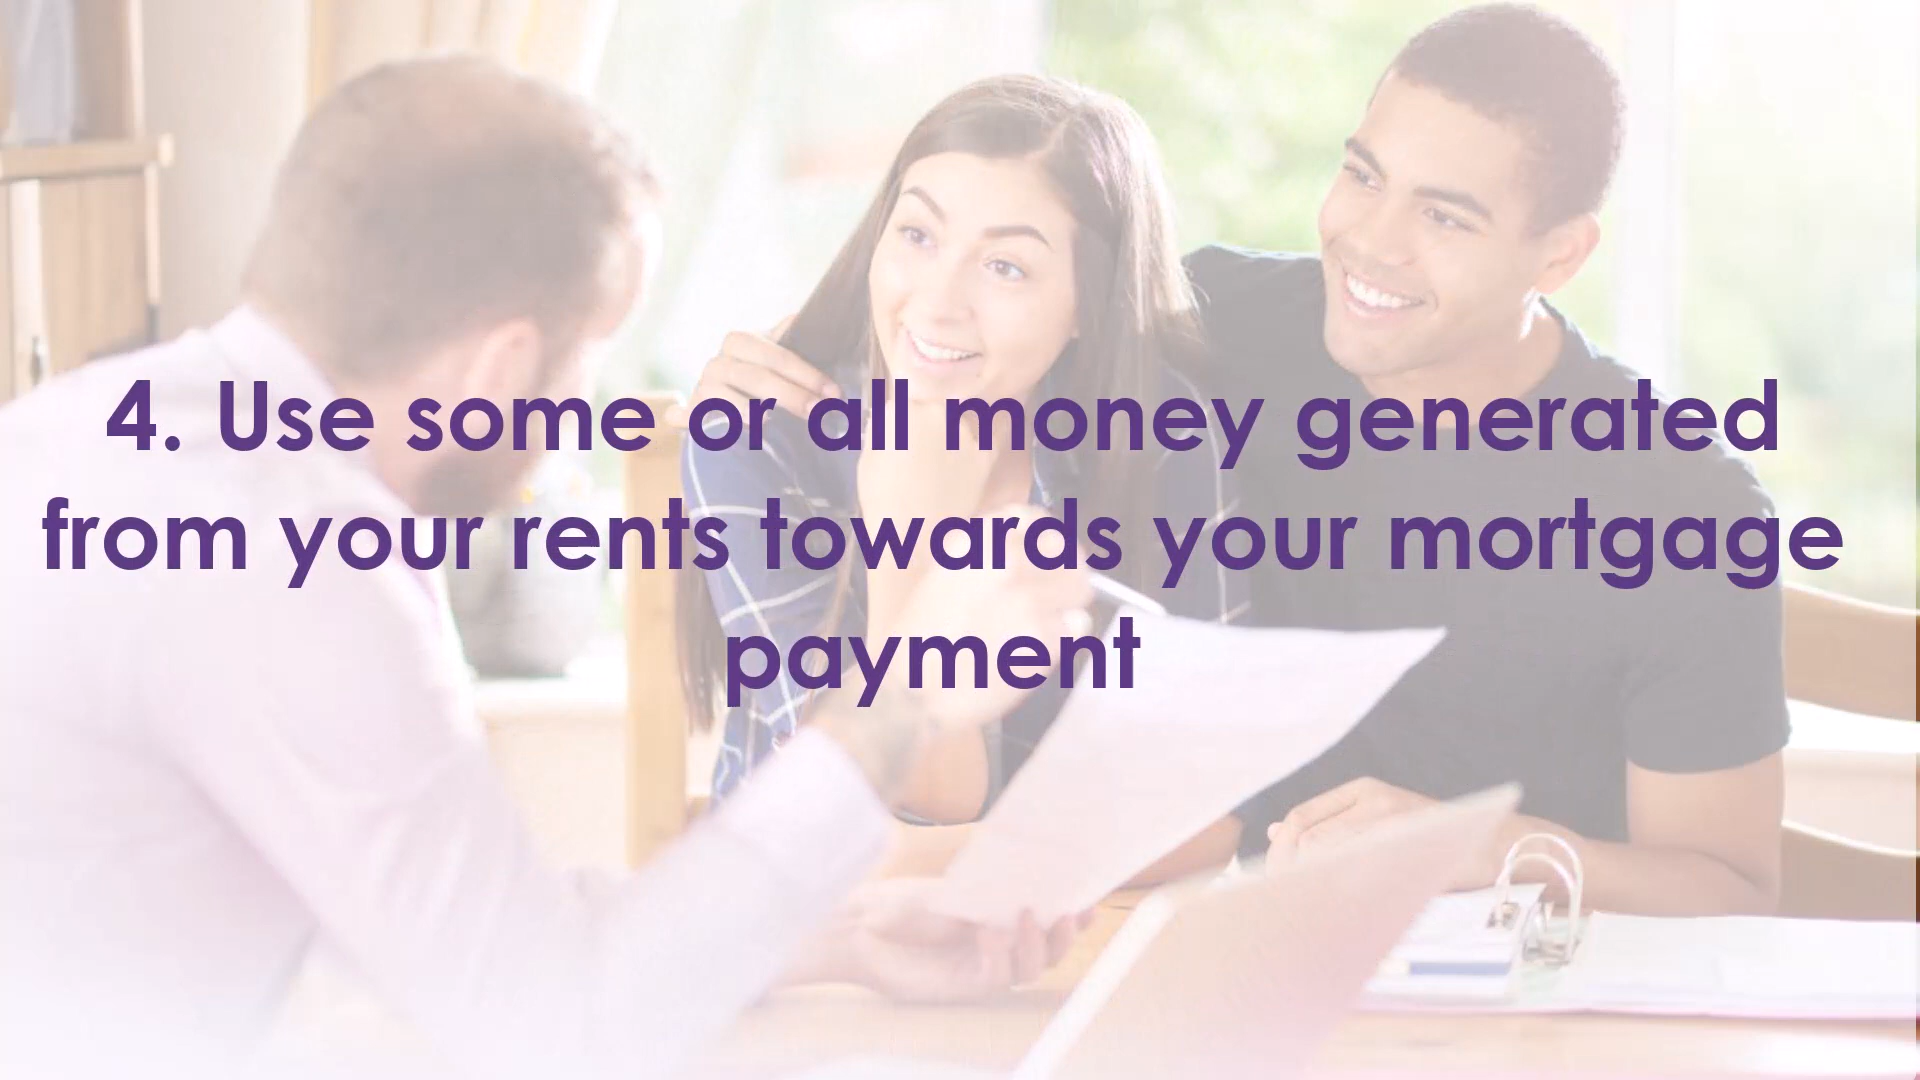 4. Use some or all money generated
from your rents towards your mortgage
payment